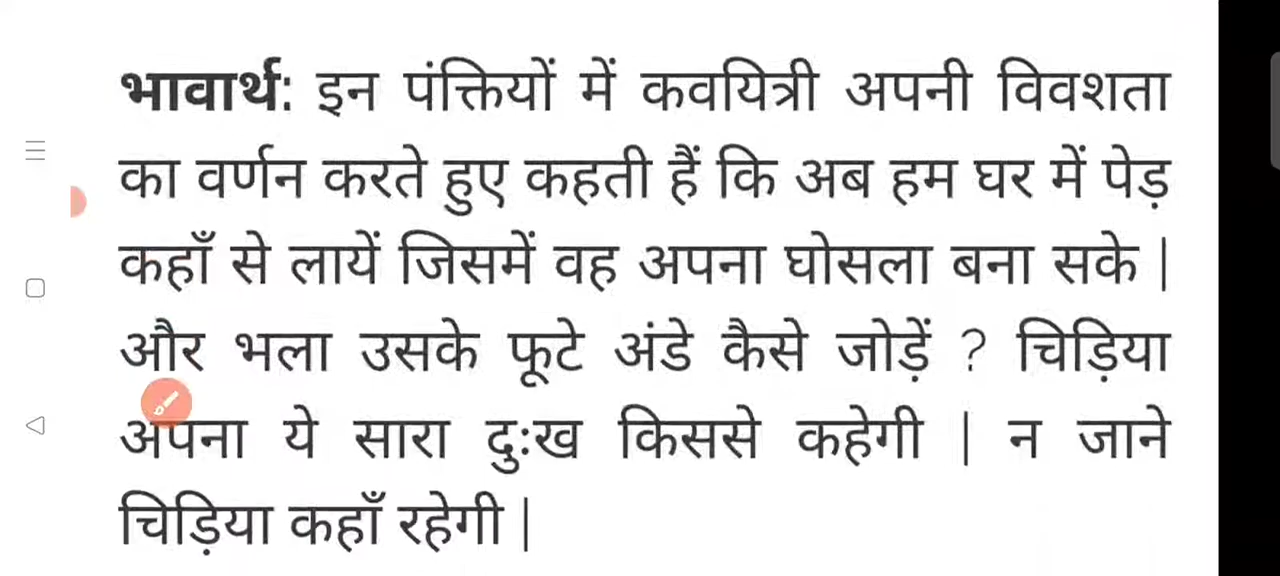 भावार्थ: इन पंक्तियों में कवयित्री अपनी विवशता
का वर्णन करते हुए कहती हैं कि अब हम घर में पेड़
कहाँ से लायें जिसमें वह अपना घोसला बना सके |
और भला उसके फूटे अंडे कैसे जोड़ें ? चिड़िया
अपना ये सारा दुःख किससे कहेगी | न जाने
चिड़िया कहाँ रहेगी |